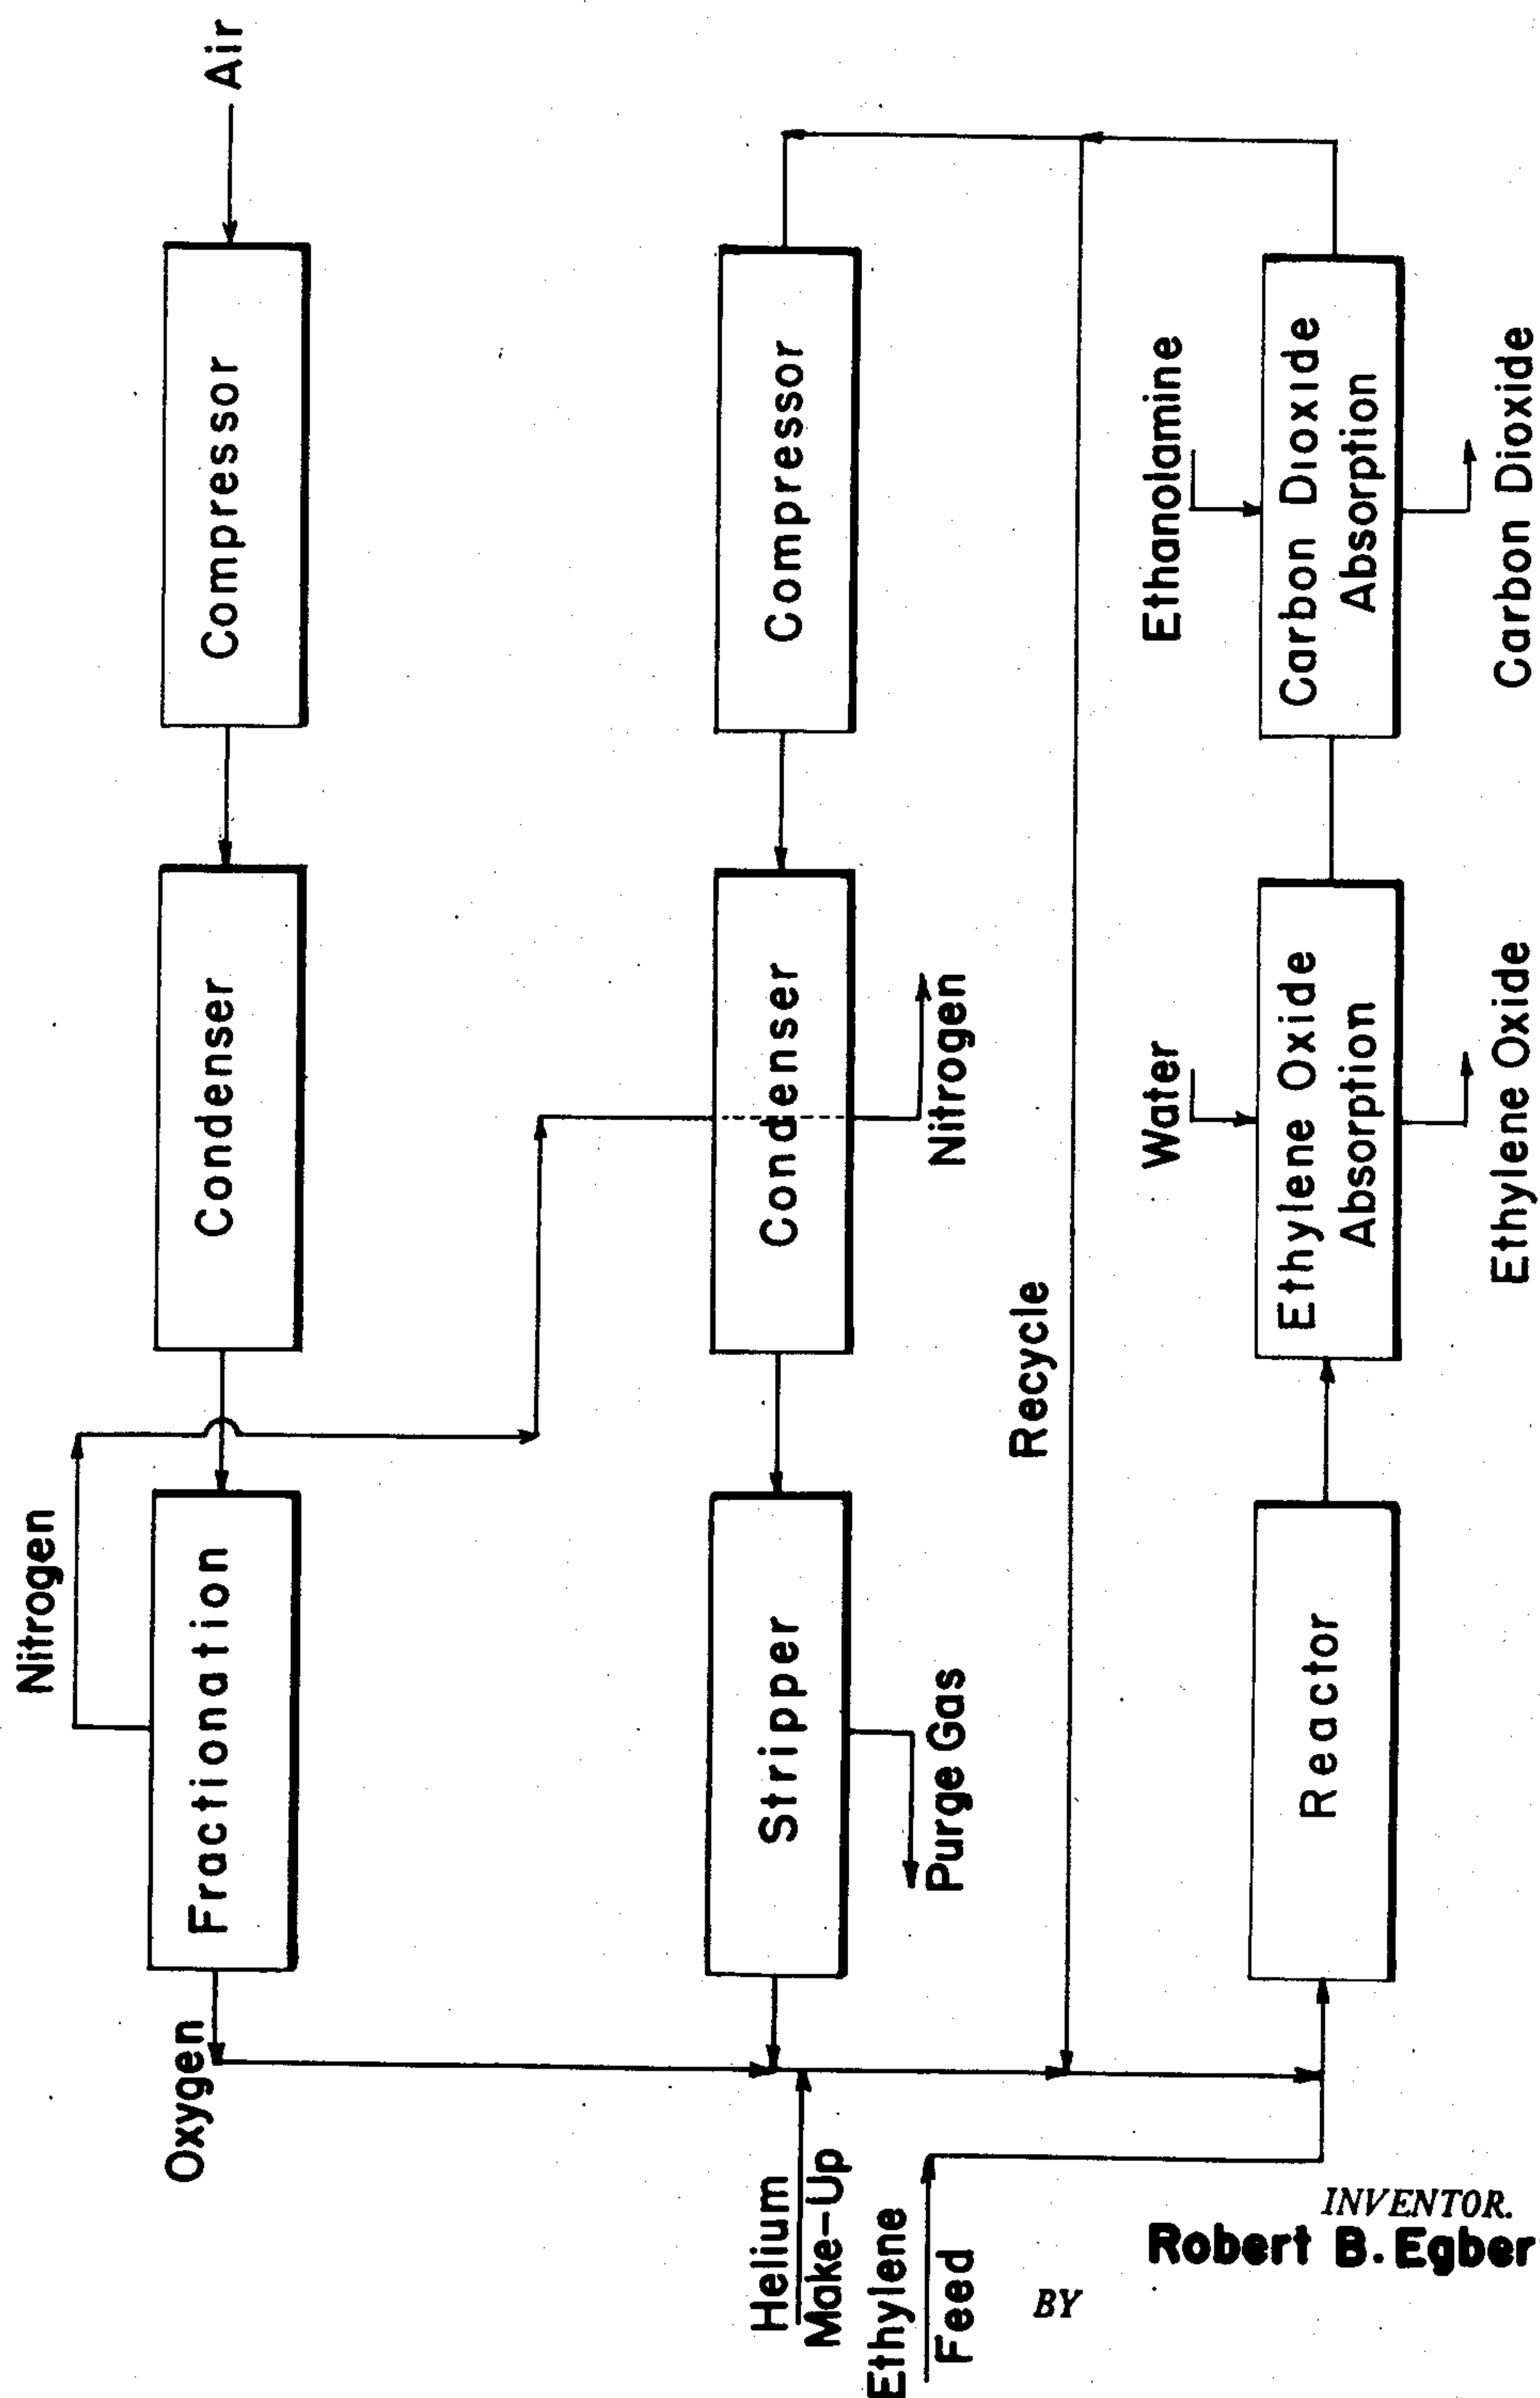 Air
Compressor
Condenser
Fractionation
Nitrogen
Oxygen
Compressor
Condenser
Nitrogen
Stripper
Purge Gas
Helium
Make-Up
Recycle
Ethylene
Feed
Reactor
Water
Ethylene Oxide
Absorption
Ethylene Oxide
Ethanolamine
Carbon Dioxide
Absorption
Carbon Dioxide
INVENTOR.
Robert B. Egber
BY